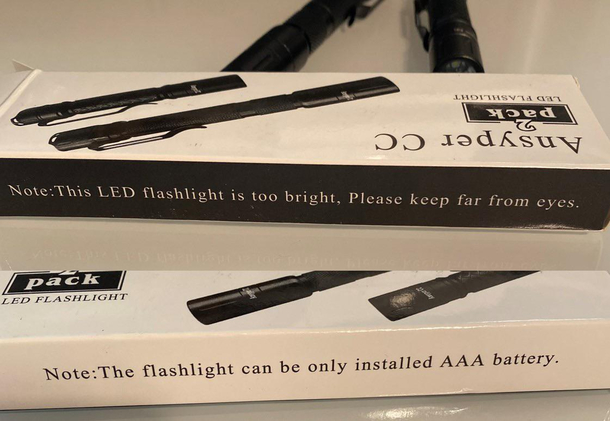 LED FLASHLIGHT
2
pack
Ansyper CC
Note:This LED flashlight is too bright, Please keep far from eyes.
2
pack
LED FLASHLIGHT
Note:The flashlight can be only installed AAA battery.